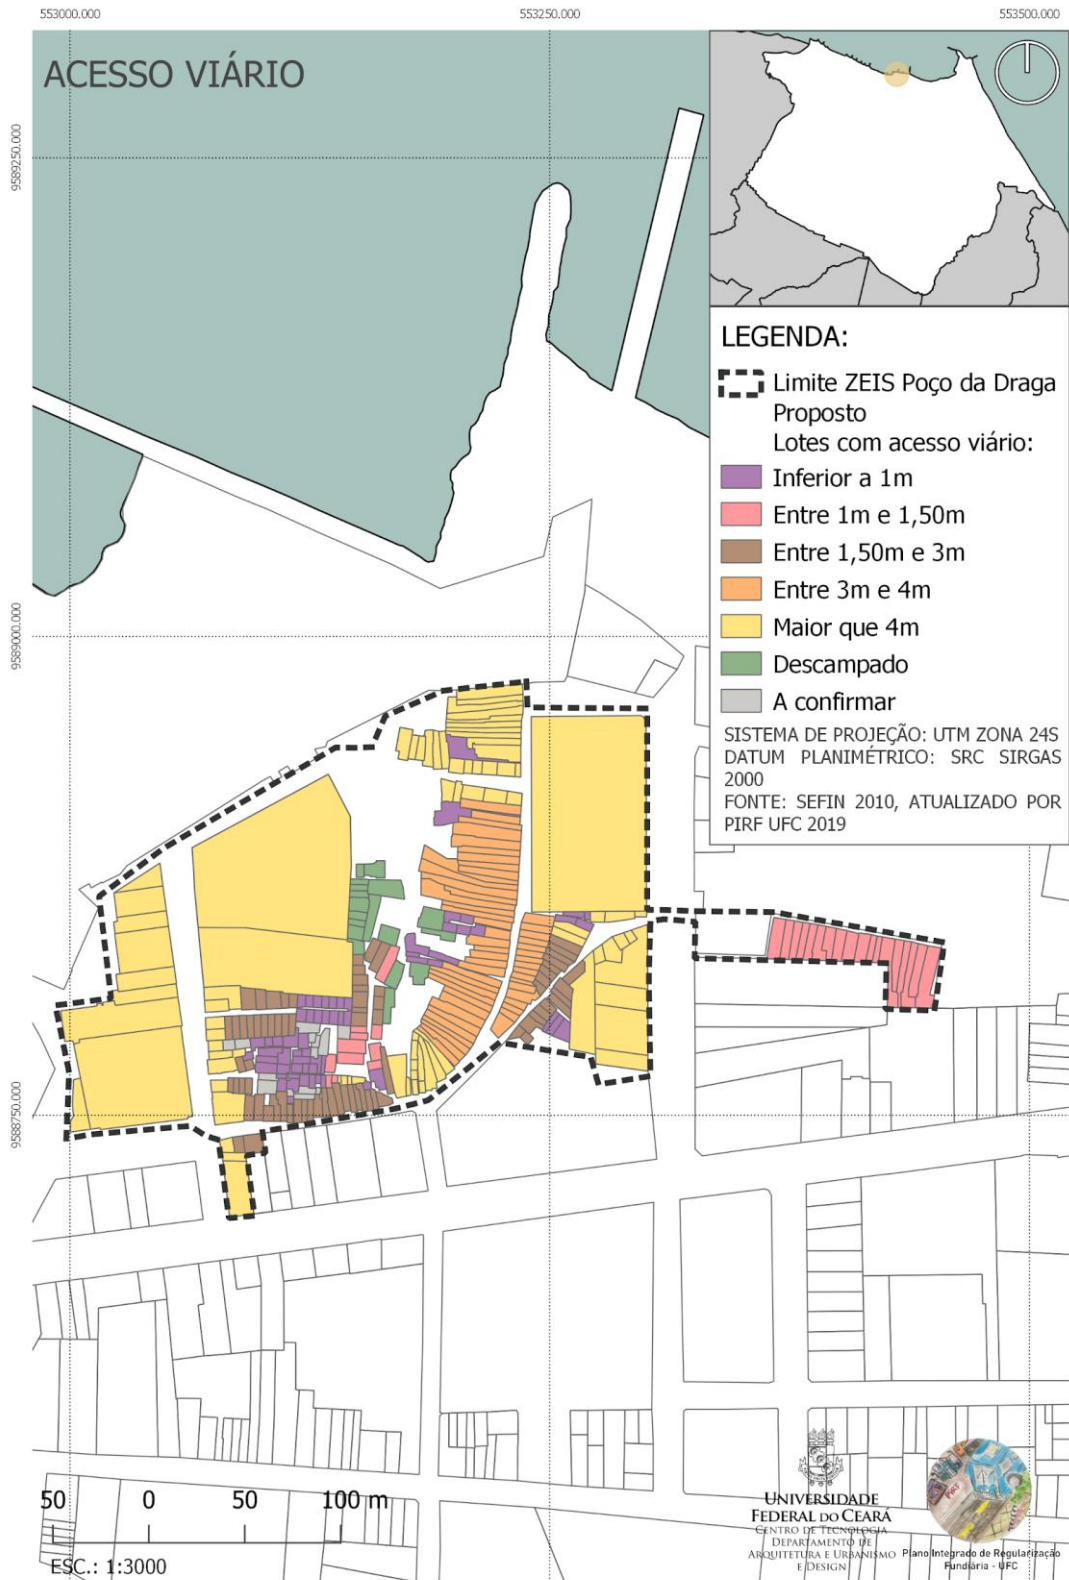 553000.000
553250.000
553500.000
ACESSO VIÁRIO
9589250.000
9589000.000
9588750.000
LEGENDA:
Limite ZEIS Poço da Draga
Proposto
Lotes com acesso viário:
Inferior a 1m
Entre 1m e 1,50m
Entre 1,50m e 3m
Entre 3m e 4m
Maior que 4m
Descampado
A confirmar
SISTEMA DE PROJEÇÃO: UTM ZONA 24S
DATUM PLANIMÉTRICO: SRC SIRGAS
2000
FONTE: SEFIN 2010, ATUALIZADO POR
PIRF UFC 2019
50 0 50 100 m
ESC.: 1:3000
UNIVERSIDADE
FEDERAL DO CEARÁ
CENTRO DE TECNOLOGIA
DEPARTAMENTO DE
ARQUITETURA E URBANISMO
E DESIGN
Plano Integrado de Regularização
Fundiária - UFC